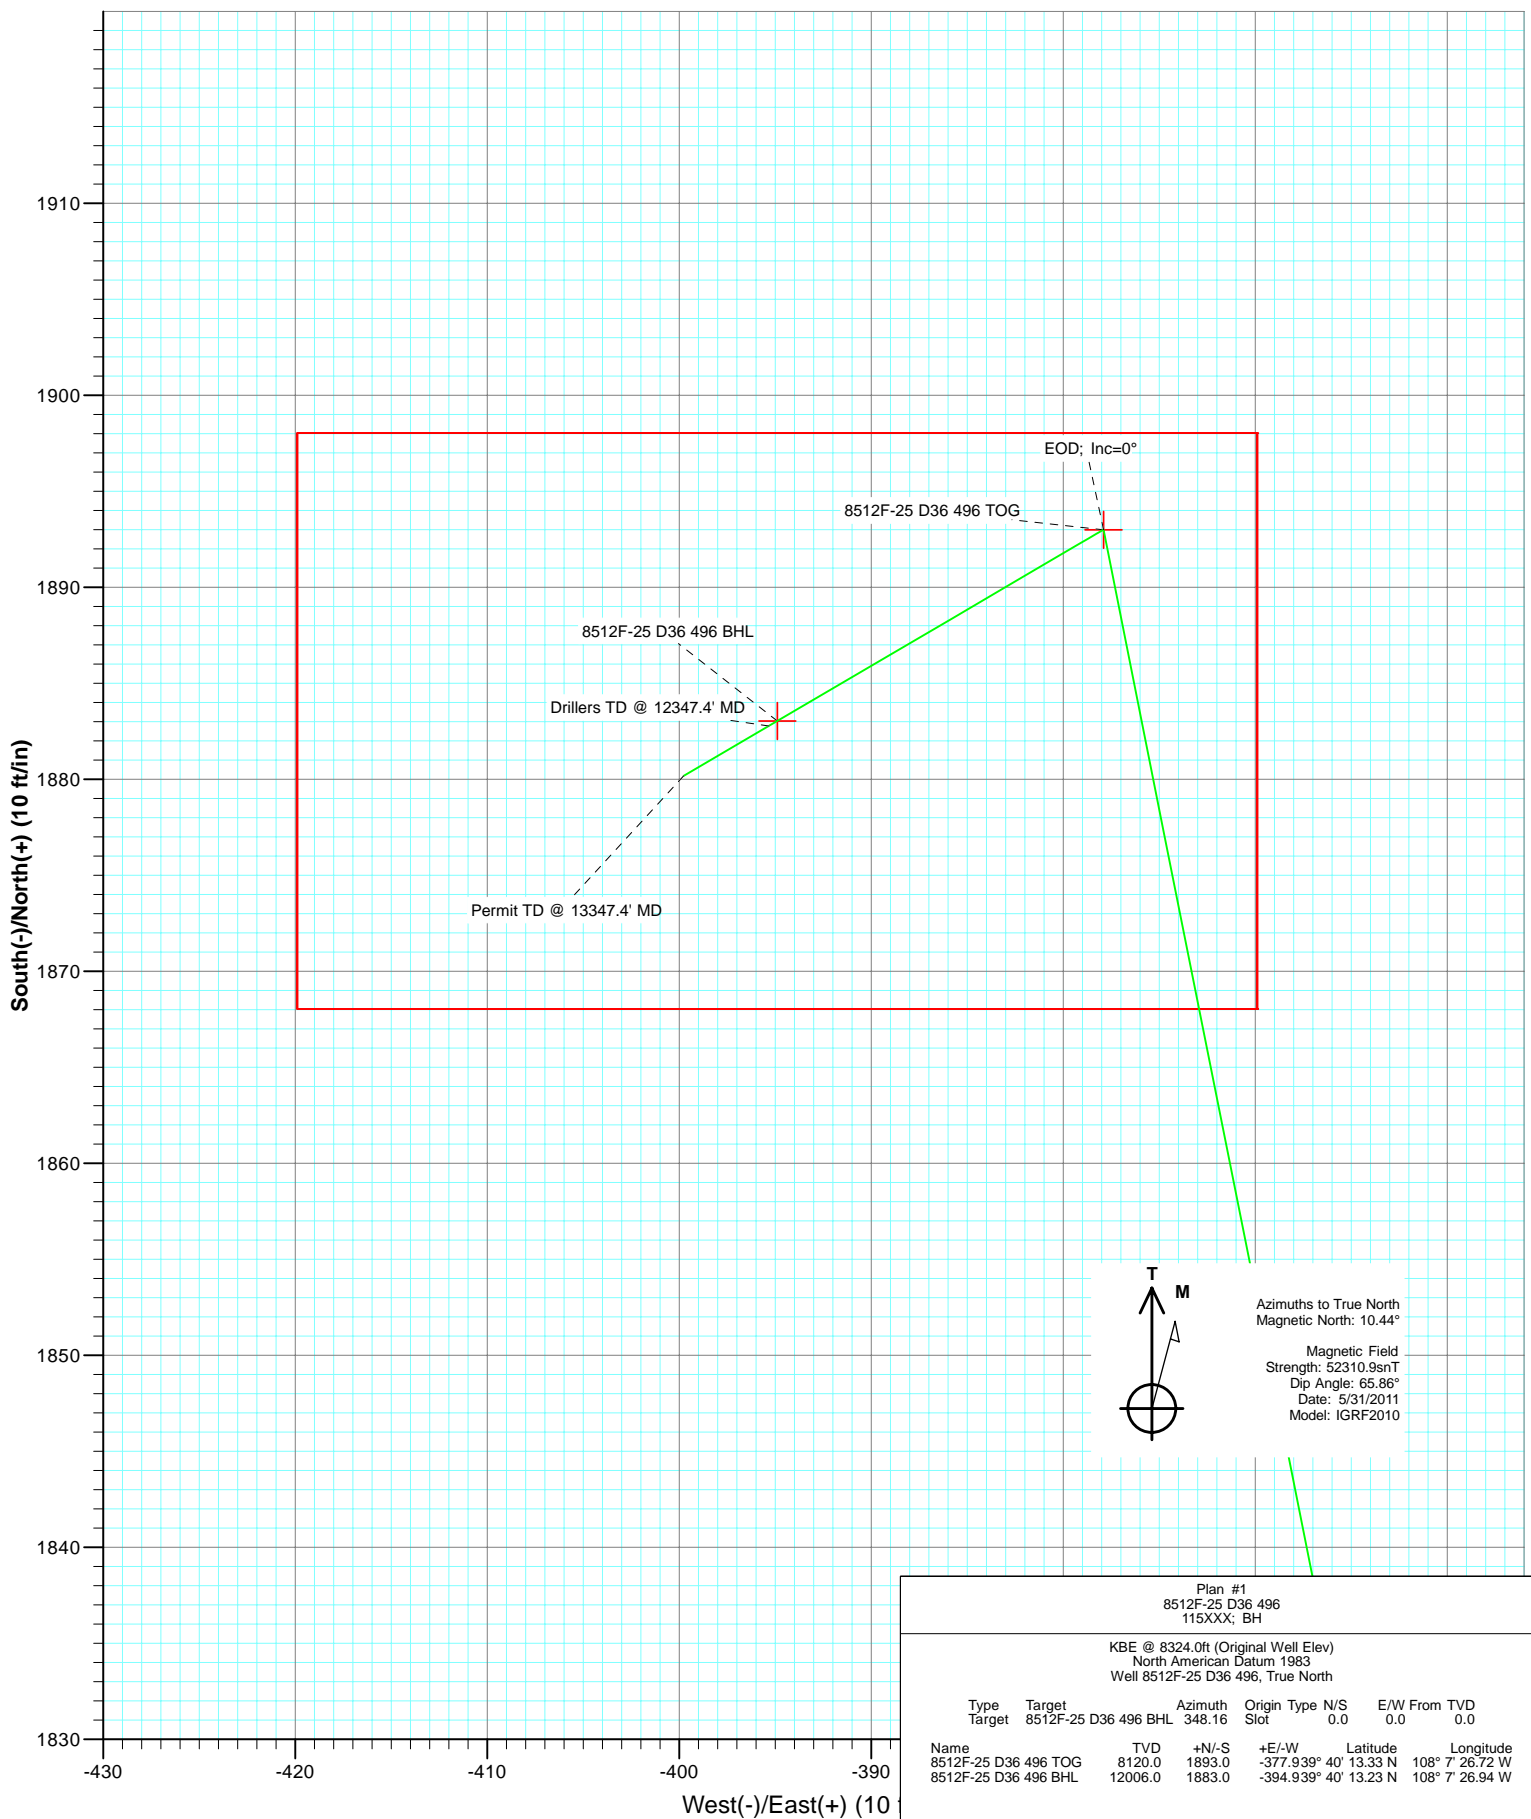 1910
1900
EOD; Inc=0°
8512F-25 D36 496 TOG
1890
8512F-25 D36 496 BHL
Drillers TD @ 12347.4' MD
1880
Permit TD @ 13347.4' MD
South(-)/North(+) (10 ft/in)
1870
1860
T
M
Azimuths to True North
Magnetic North: 10.44°
Magnetic Field
Strength: 52310.9snT
Dip Angle: 65.86°
Date: 5/31/2011
Model: IGRF2010
1850
1840
1830
-430 -420 -410 -400 -390
West(-)/East(+) (10
Plan #1
8512F-25 D36 496
115XXX; BH
KBE @ 8324.0ft (Original Well Elev)
North American Datum 1983
Well 8512F-25 D36 496, True North
Type Target Azimuth Origin Type N/S E/W From TVD
Target 8512F-25 D36 496 BHL 348.16 Slot 0.0 0.0 0.0
Name TVD +N/-S +E/-W Latitude Longitude
8512F-25 D36 496 TOG 8120.0 1893.0 -377.939° 40' 13.33 N 108° 7' 26.72 W
8512F-25 D36 496 BHL 12006.0 1883.0 -394.939° 40' 13.23 N 108° 7' 26.94 W